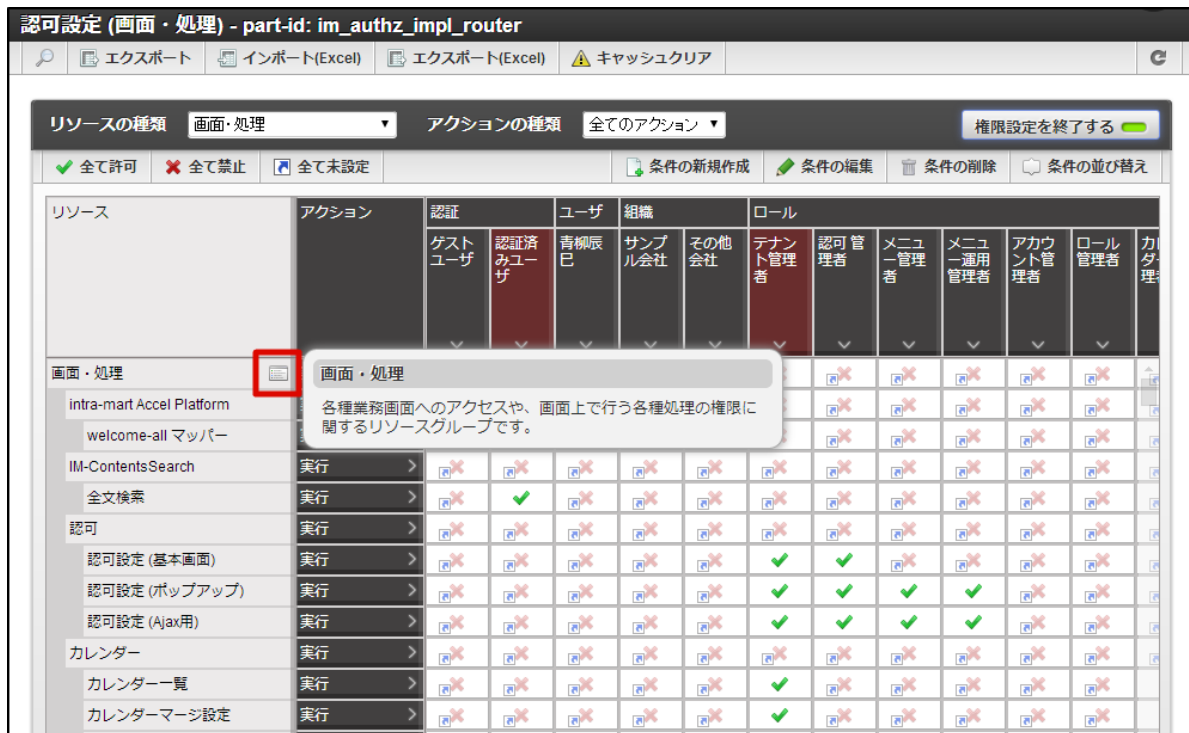 認可設定 (画面・処理) - part-id: im_authz_impl_router
エクスポート インポート(Excel) エクスポート(Excel) キャッシュクリア
リソースの種類 画面・処理 アクションの種類 全てのアクション 権限設定を終了する
全て許可 全て禁止 全て未設定 条件の新規作成 条件の編集 条件の削除 条件の並び替え
リソース アクション 認証 ユーザ 組織 ロール
ゲスト
ユーザ
認証済
みユー
ザ
青柳辰
巳
サンプ
ル会社
その他
会社
テナン
ト管理
者
認可 管
理者
メニュ
ー管理
者
メニュ
ー運用
管理者
アカウ
ント管
理者
ロール
管理者
画面・処理
画面・処理
各種業務画面へのアクセスや、画面上で行う各種処理の権限に
関するリソースグループです。
intra-mart Accel Platform
welcome-all マッパー
IM-ContentsSearch 実行
全文検索 実行
認可 実行
認可設定 (基本画面) 実行
認可設定 (ポップアップ) 実行
認可設定 (Ajax用) 実行
カレンダー 実行
カレンダー一覧 実行
カレンダーマージ設定 実行